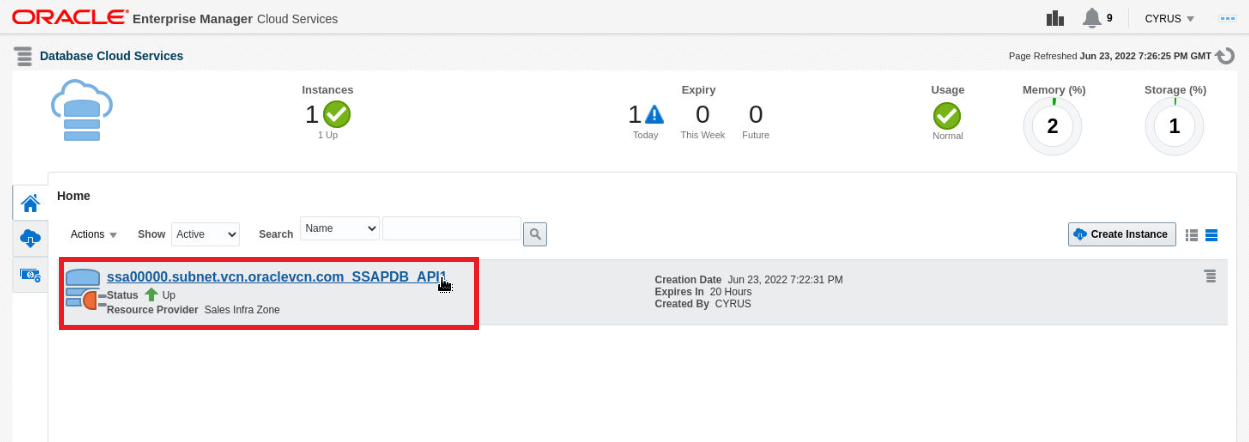 ORACLE Enterprise Manager Cloud Services
9
CYRUS
Database Cloud Services
Page Refreshed Jun 23, 2022 7:26:25 PM GMT
Instances
1
1 Up
Expiry
1 0 0
Today This Week Future
Usage
Normal
Memory (%)
2
Storage (%)
1
Home
Actions
Show Active
Search Name
Create Instance
ssa00000.subnet.vcn.oraclevcn.com_SSAPDB_API1
Status Up
Resource Provider Sales Infra Zone
Creation Date Jun 23, 2022 7:22:31 PM
Expires In 20 Hours
Created By CYRUS